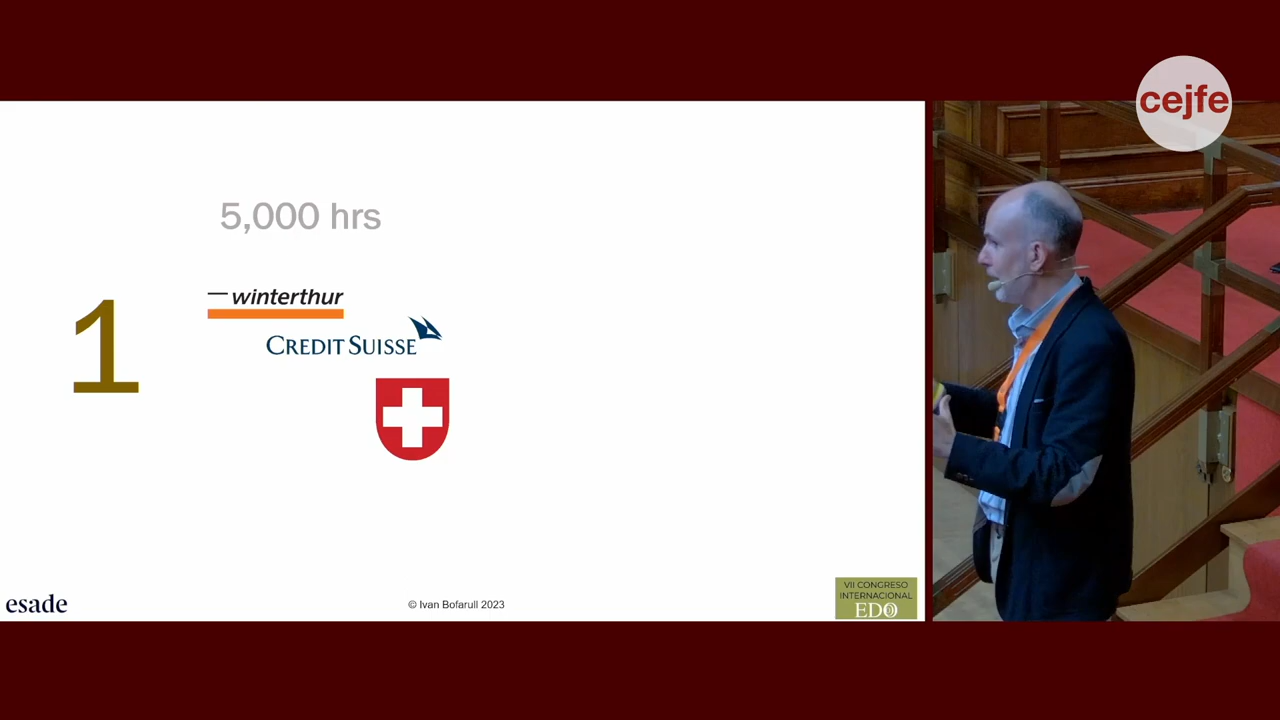 cejfe
5,000 hrs
1
winterthur
CREDIT SUISSE
esade
© Ivan Bofarull 2023
VII CONGRESO
INTERNACIONAL
EDO